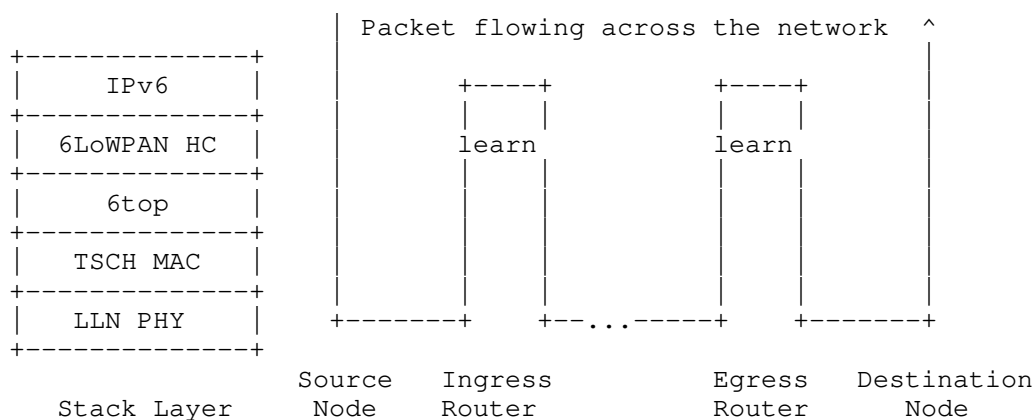 Packet flowing across the network ^
IPv6
6LoWPAN HC learn learn
6top
TSCH MAC
LLN PHY ...
Source Ingress Egress Destination
Stack Layer Node Router Router Node